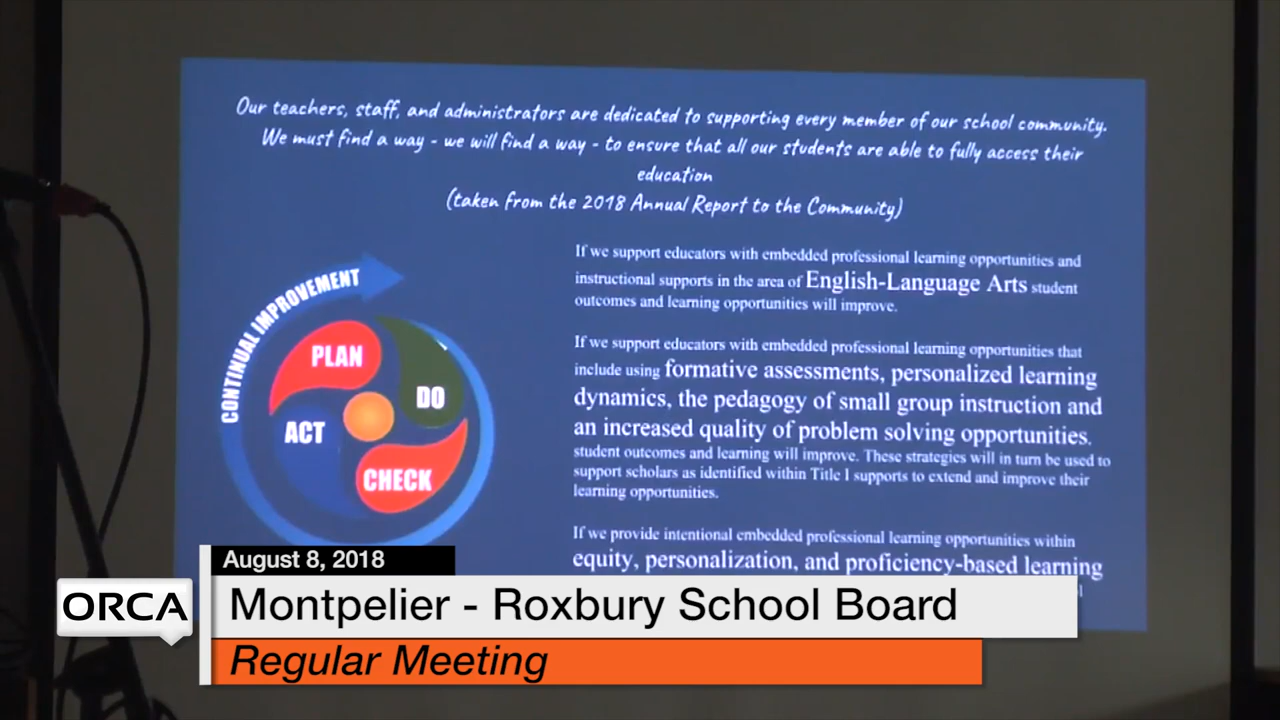 Our teachers, staff, and administrators are dedicated to supporting every member of our school community.
We must find a way - we will find a way - to ensure that all our students are able to fully access their
education
(taken from the 2018 Annual Report to the Community)
CONTINUAL IMPROVEMENT
PLAN
DO
ACT
CHECK
If we support educators with embedded professional learning opportunities and
instructional supports in the area of English-Language Arts student
outcomes and learning opportunities will improve.
If we support educators with embedded professional learning opportunities that
include using formative assessments, personalized learning
dynamics, the pedagogy of small group instruction and
an increased quality of problem solving opportunities.
student outcomes and learning will improve. These strategies will in turn be used to
support scholars as identified within Title I supports to extend and improve their
learning opportunities.
If we provide intentional embedded professional learning opportunities within
equity, personalization, and proficiency-based learning
August 8, 2018
ORCA
Montpelier - Roxbury School Board
Regular Meeting